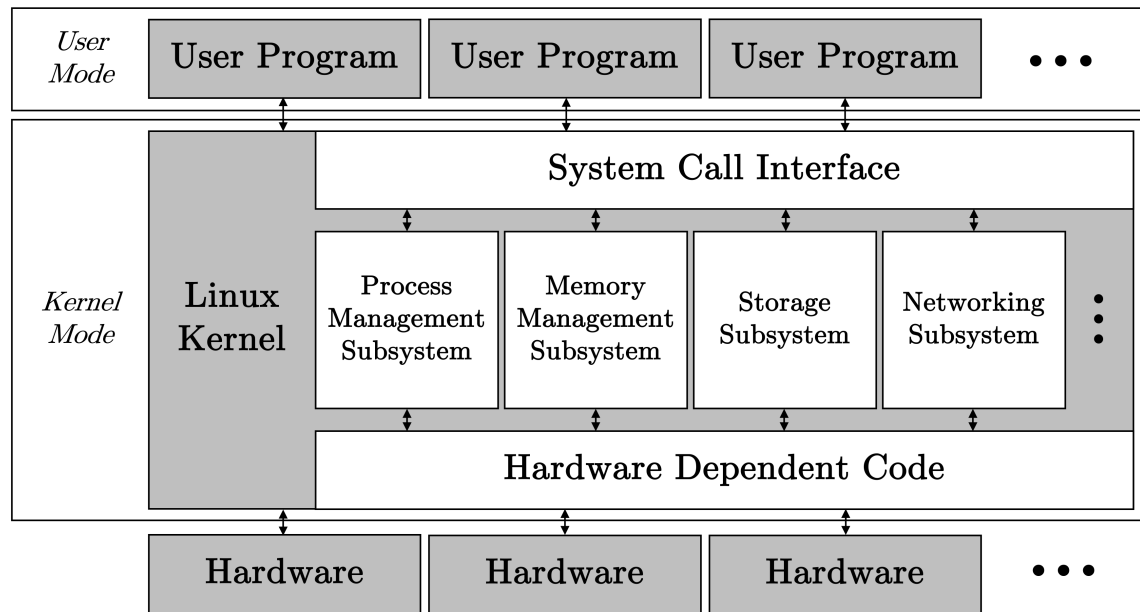 User
Mode
User Program
User Program
User Program
System Call Interface
Kernel
Mode
Linux
Kernel
Process
Management
Subsystem
Memory
Management
Subsystem
Storage
Subsystem
Networking
Subsystem
Hardware Dependent Code
Hardware
Hardware
Hardware